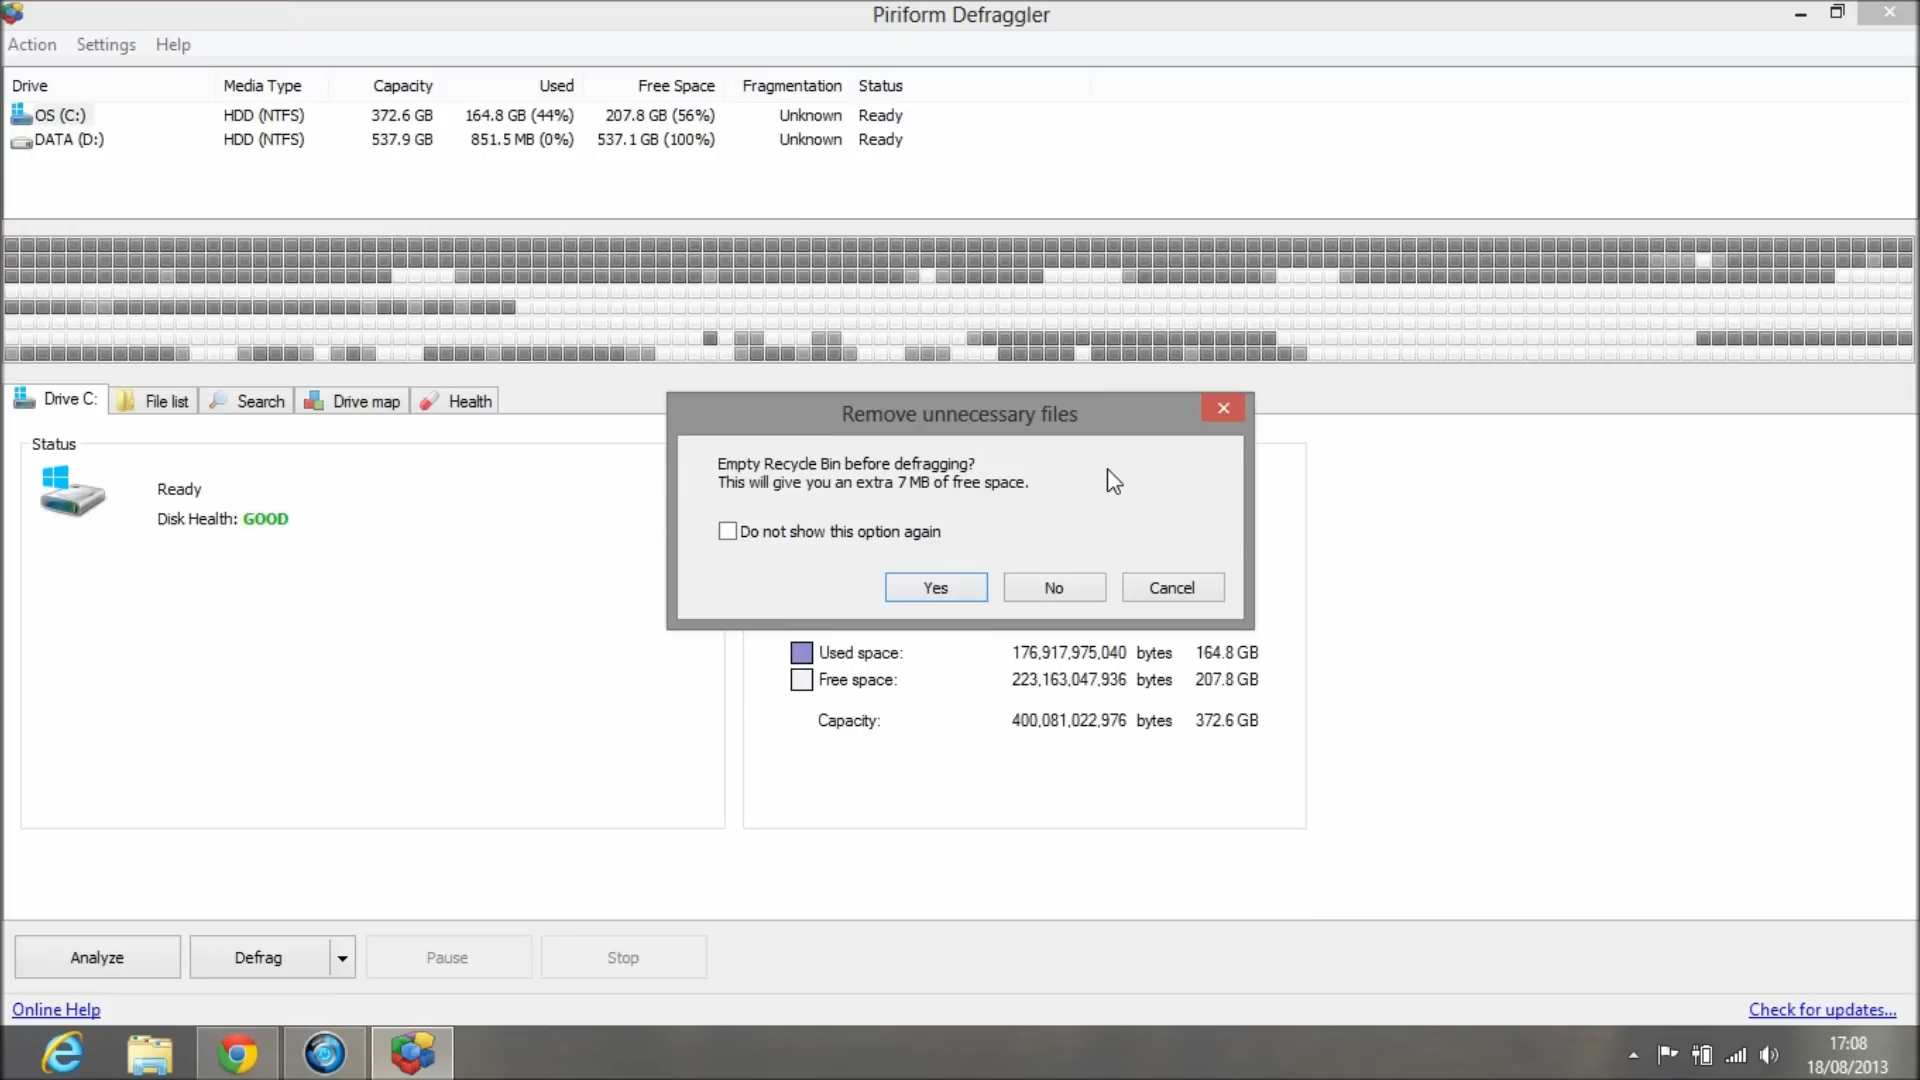 Piriform Defraggler
Action Settings Help
Drive Media Type Capacity Used Free Space Fragmentation Status
OS (C:) HDD (NTFS) 372.6 GB 164.8 GB (44%) 207.8 GB (56%) Unknown Ready
DATA (D:) HDD (NTFS) 537.9 GB 851.5 MB (0%) 537.1 GB (100%) Unknown Ready
Drive C: File list Search Drive map Health
Remove unnecessary files
Status
Empty Recycle Bin before defragging?
This will give you an extra 7 MB of free space.
Ready
Disk Health: GOOD
Do not show this option again
Yes No Cancel
Used space: 176,917,975,040 bytes 164.8 GB
Free space: 223,163,047,936 bytes 207.8 GB
Capacity: 400,081,022,976 bytes 372.6 GB
Analyze Defrag Pause Stop
Online Help Check for updates...
17:08
18/08/2013